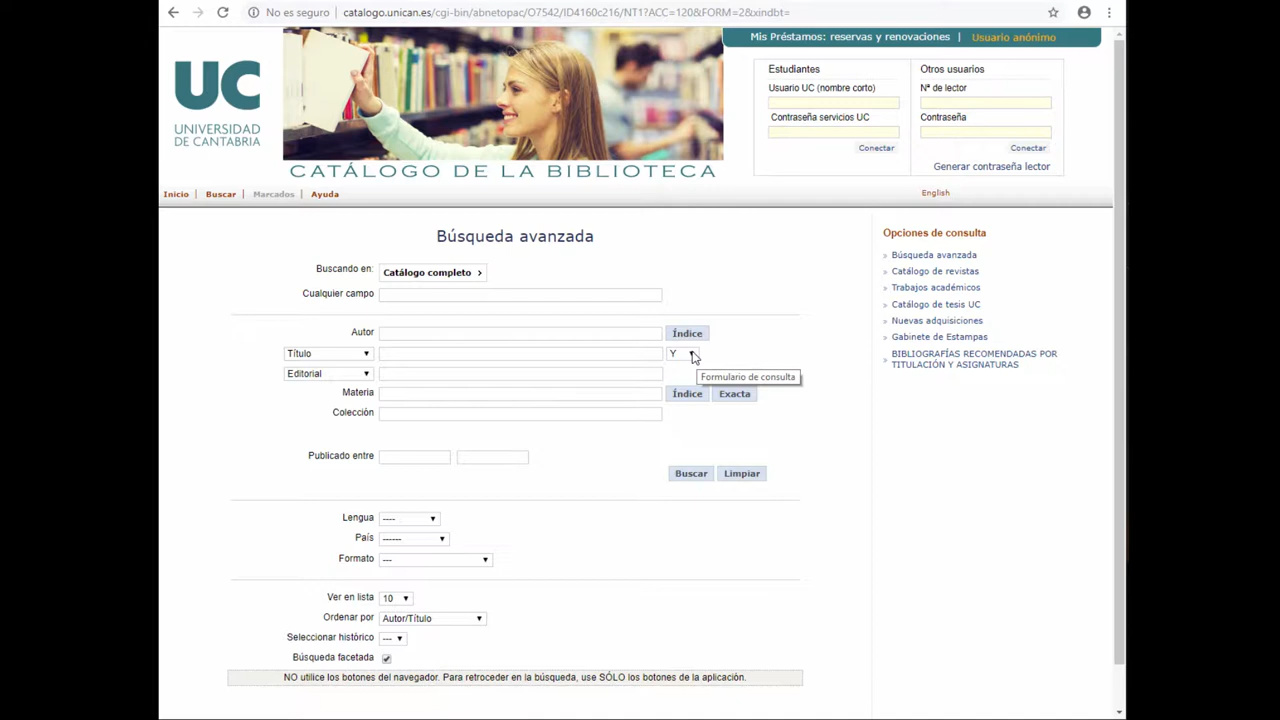 No es seguro | catalogo.unican.es/cgi-bin/abnetopac/O7542/ID4160c216/NT1?ACC=120&FORM=2&xindbt=
Mis Préstamos: reservas y renovaciones | Usuario anónimo
UC
UNIVERSIDAD
DE CANTABRIA
CATÁLOGO DE LA BIBLIOTECA
Estudiantes
Usuario UC (nombre corto)
Contraseña servicios UC
Conectar
Otros usuarios
Nª de lector
Contraseña
Conectar
Generar contraseña lector
Inicio | Buscar | Marcados | Ayuda
English
Búsqueda avanzada
Buscando en: Catálogo completo ›
Cualquier campo
Autor Índice
Título Y
Formulario de consulta
Editorial
Materia Índice Exacta
Colección
Publicado entre
Buscar Limpiar
Lengua ----
País ------
Formato ---
Ver en lista 10
Ordenar por Autor/Título
Seleccionar histórico ---
Búsqueda facetada
NO utilice los botones del navegador. Para retroceder en la búsqueda, use SÓLO los botones de la aplicación.
Opciones de consulta
» Búsqueda avanzada
» Catálogo de revistas
» Trabajos académicos
» Catálogo de tesis UC
» Nuevas adquisiciones
» Gabinete de Estampas
» BIBLIOGRAFÍAS RECOMENDADAS POR
TITULACIÓN Y ASIGNATURAS